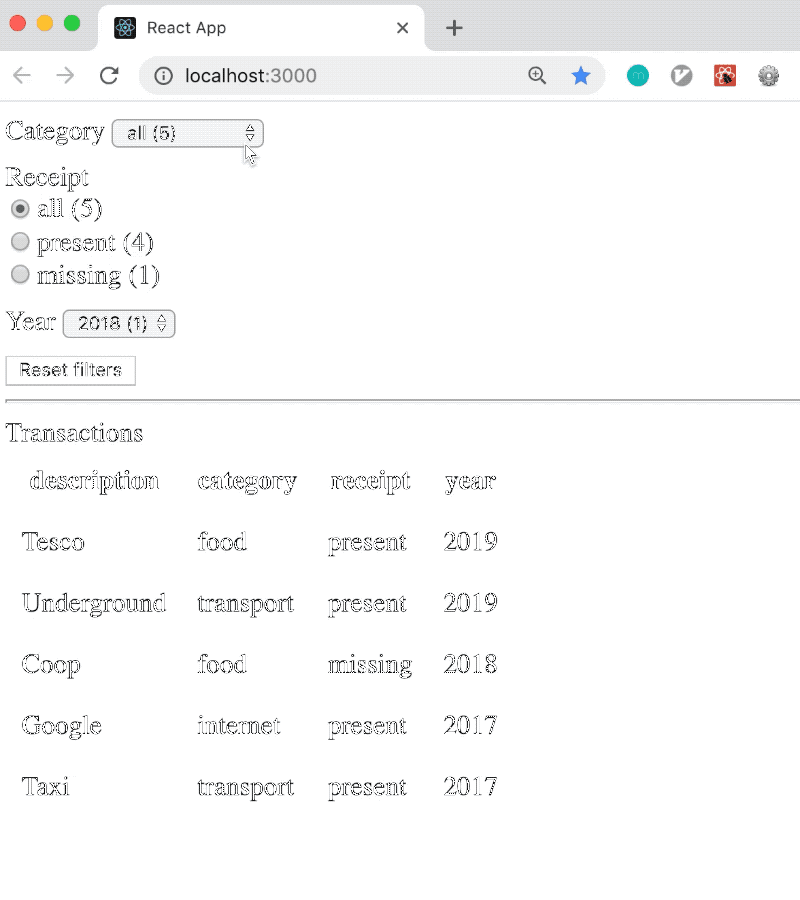 React App
localhost:3000
Category all (5)
Receipt
all (5)
present (4)
missing (1)
Year 2018 (1)
Reset filters
Transactions
description category receipt year
Tesco food present 2019
Underground transport present 2019
Coop food missing 2018
Google internet present 2017
Taxi transport present 2017